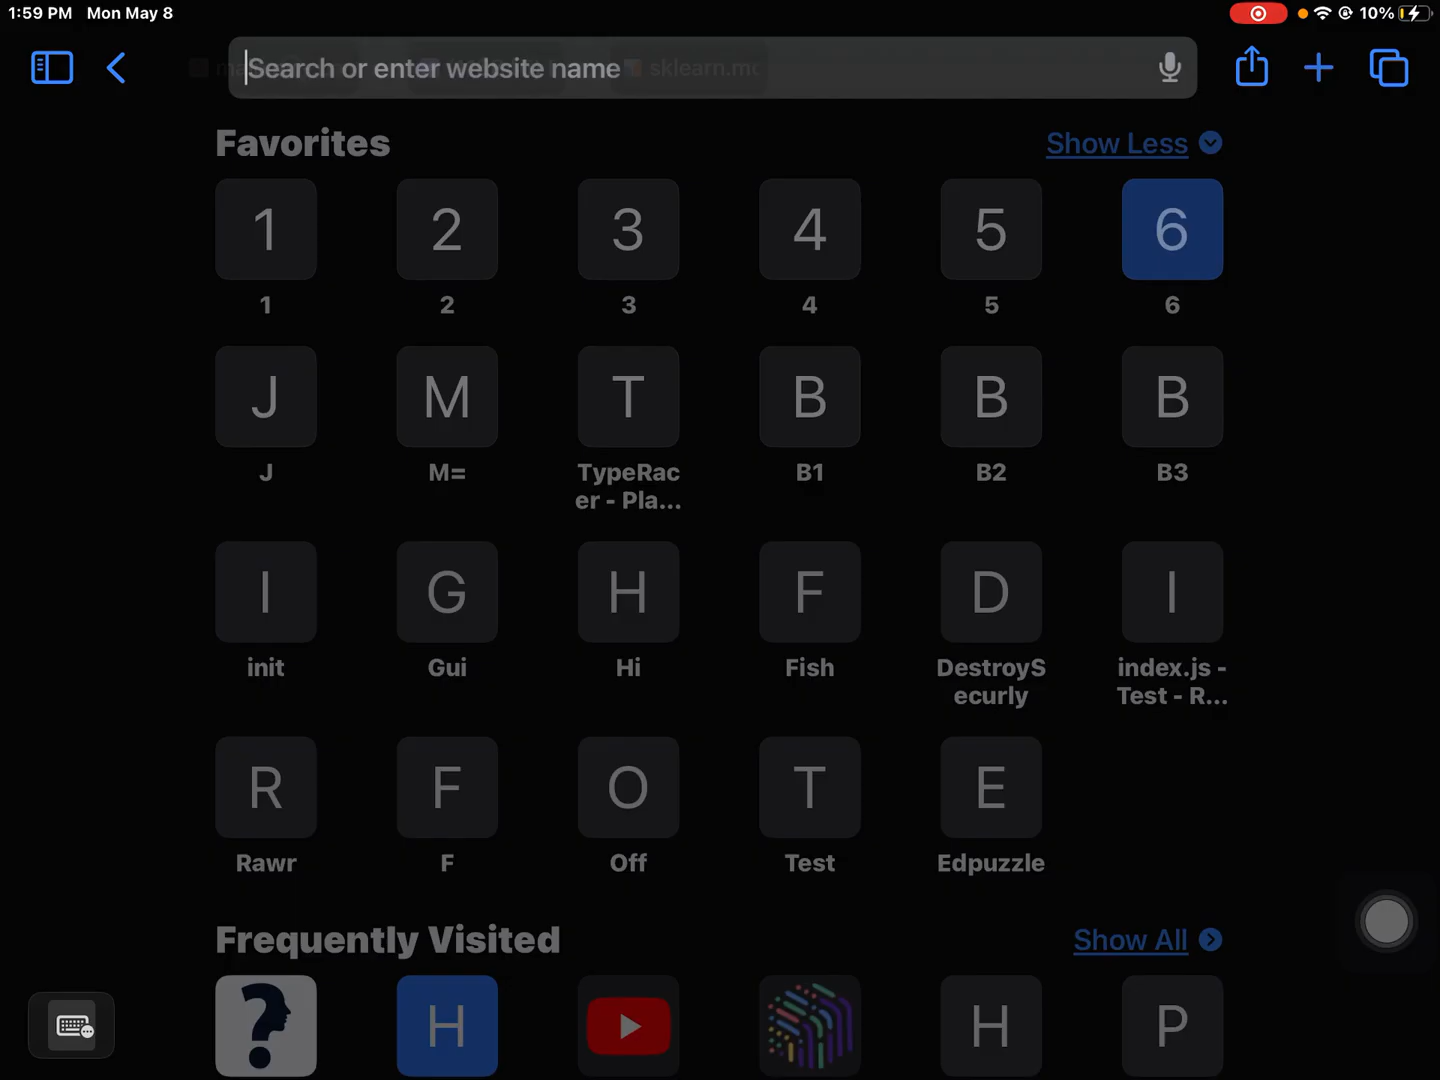 1:59 PM Mon May 8
10%
Search or enter website name
sklearn.mo
Favorites
Show Less
1 2 3 4 5 6
1 2 3 4 5 6
J M T B B B
J M= TypeRac B1 B2 B3
er - Pla...
I G H F D I
init Gui Hi Fish DestroyS index.js -
ecurly Test - R...
R F O T E
Rawr F Off Test Edpuzzle
Frequently Visited
Show All
? H H P